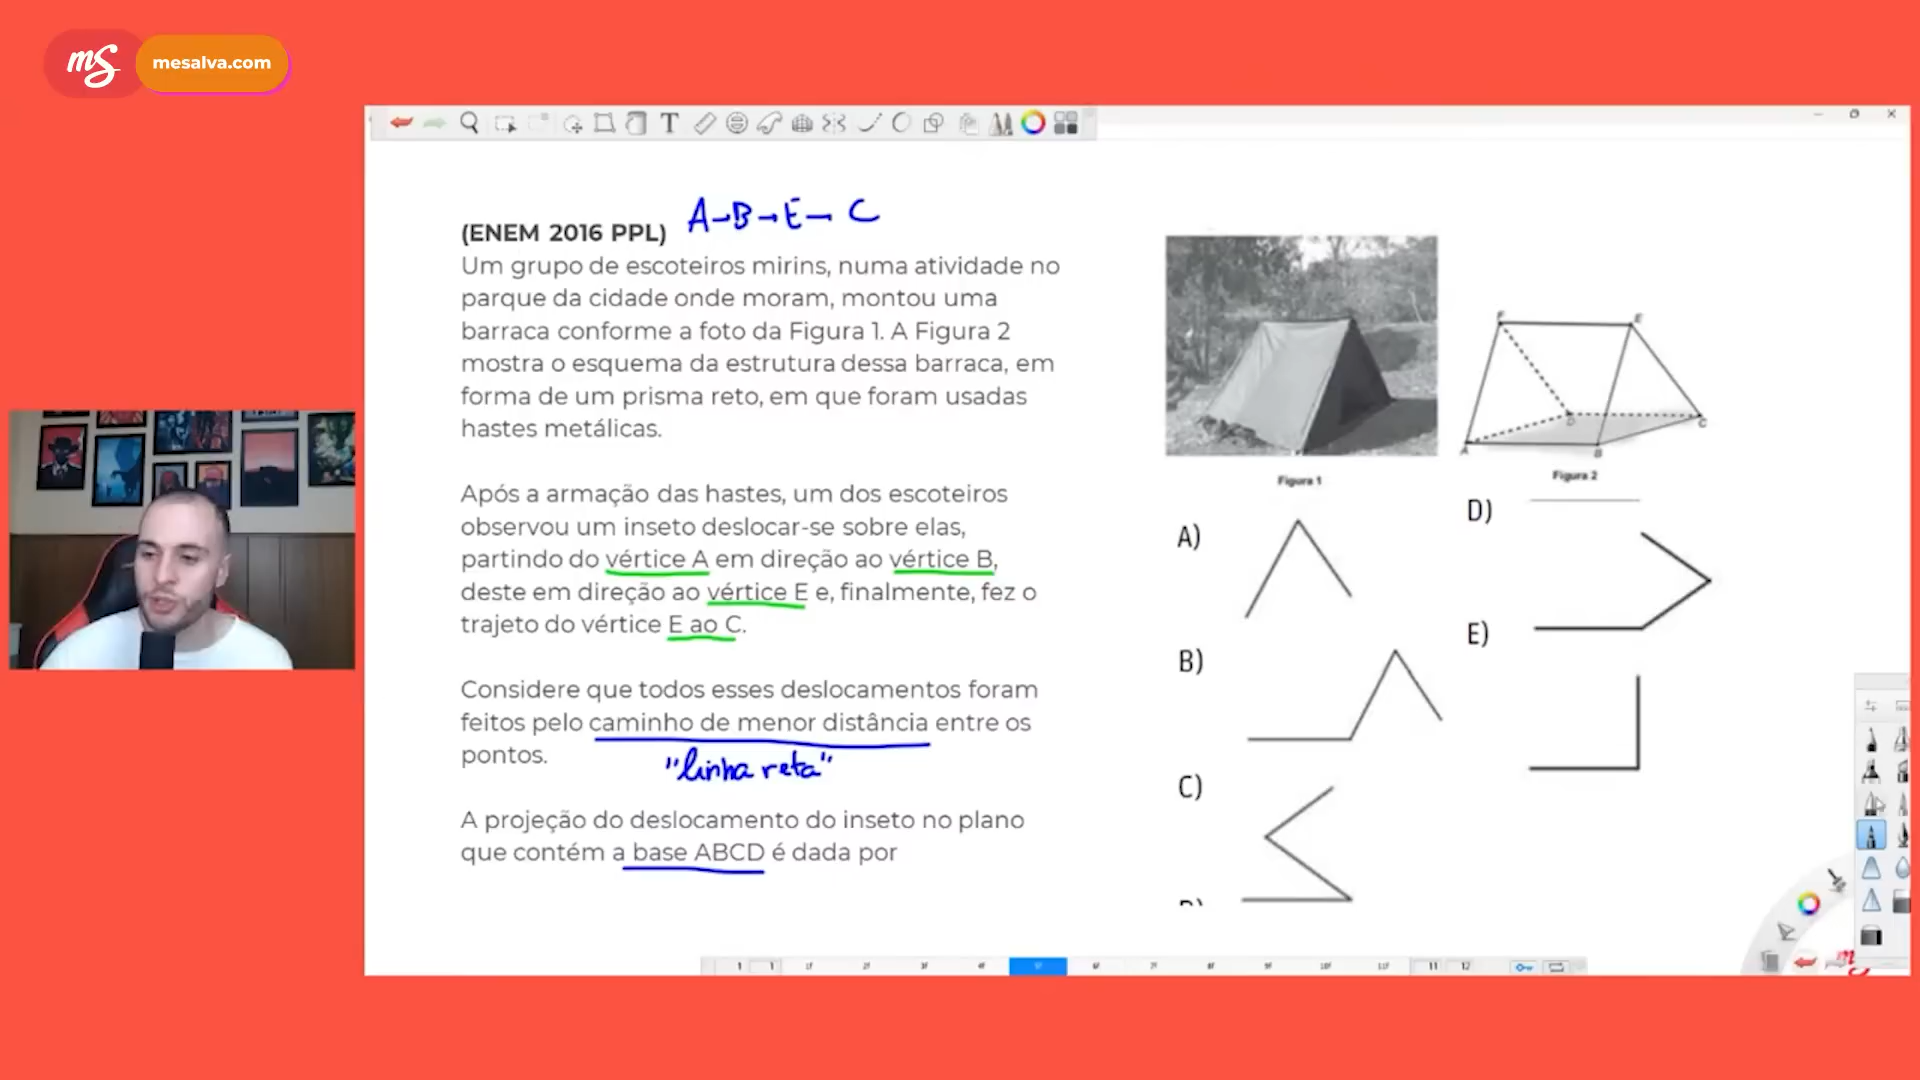 mS mesalva.com
A→B→E→ C
(ENEM 2016 PPL)
Um grupo de escoteiros mirins, numa atividade no
parque da cidade onde moram, montou uma
barraca conforme a foto da Figura 1. A Figura 2
mostra o esquema da estrutura dessa barraca, em
forma de um prisma reto, em que foram usadas
hastes metálicas.
Após a armação das hastes, um dos escoteiros
observou um inseto deslocar-se sobre elas,
partindo do vértice A em direção ao vértice B,
deste em direção ao vértice E e, finalmente, fez o
trajeto do vértice E ao C.
Considere que todos esses deslocamentos foram
feitos pelo caminho de menor distância entre os
pontos.
"linha reta"
A projeção do deslocamento do inseto no plano
que contém a base ABCD é dada por
F E
D C
A B
Figura 1
Figura 2
A)
B)
C)
D)
E)